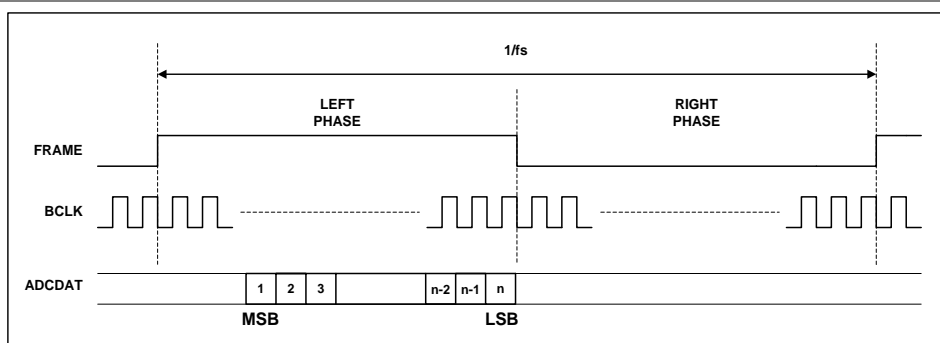 1/fs
LEFT
PHASE
RIGHT
PHASE
FRAME
BCLK
ADCDAT
1 2 3 n-2 n-1 n
MSB LSB